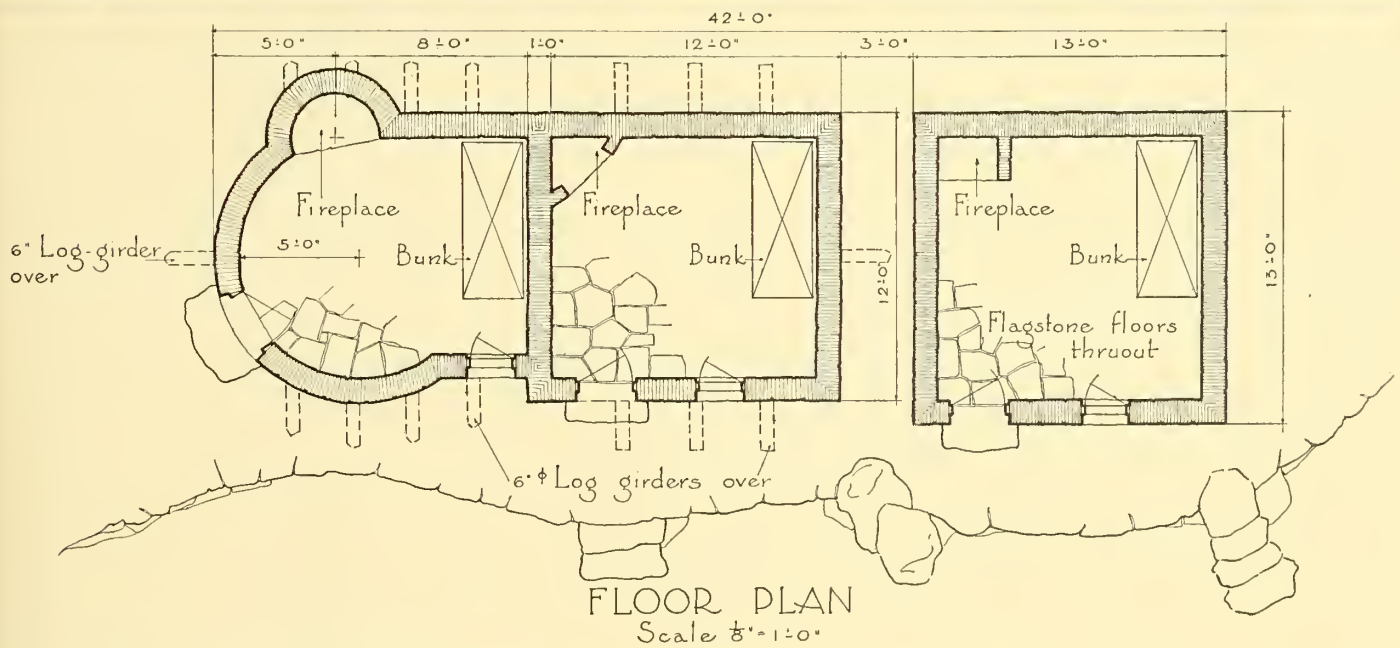 42'-0"
5'-0" 8'-0" 1'-0" 12'-0" 3'-0" 13'-0"
Fireplace Fireplace Fireplace
6" Log-girder
over
5'-0"
Bunk Bunk Bunk
12'-0"
13'-0"
Flagstone floors
thruout
6"ϕ Log girders over
FLOOR PLAN
Scale ⅛"=1'-0"